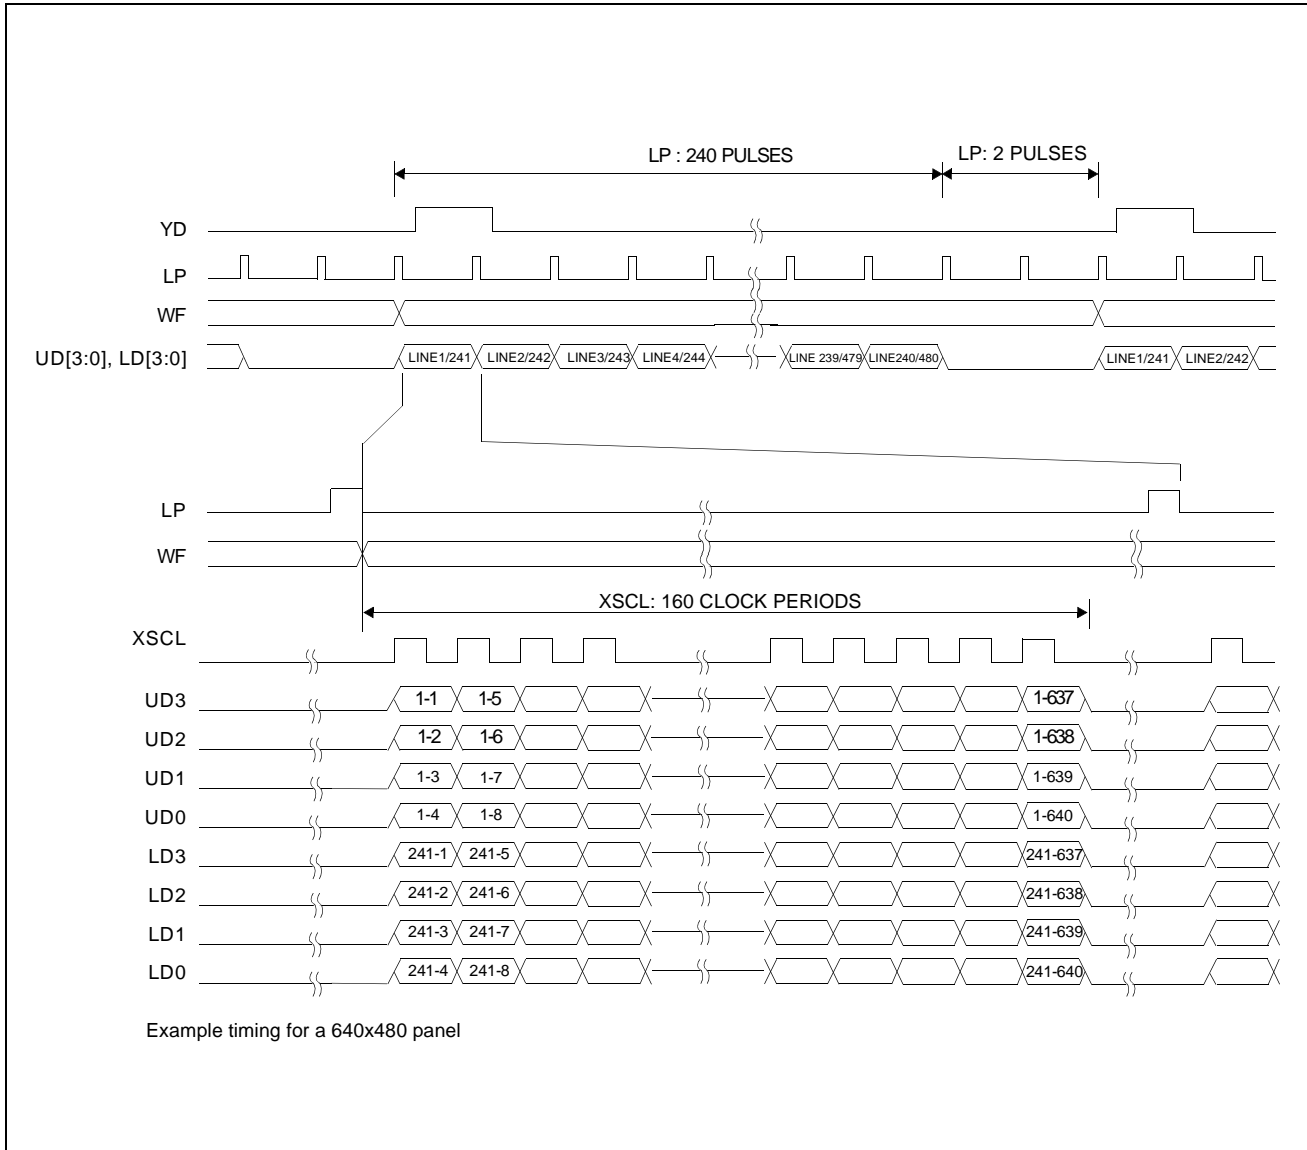 LP : 240 PULSES LP: 2 PULSES
YD
LP
WF
UD[3:0], LD[3:0] LINE1/241 LINE2/242 LINE3/243 LINE4/244 LINE 239/479 LINE240/480 LINE1/241 LINE2/242
LP
WF
XSCL: 160 CLOCK PERIODS
XSCL
UD3 1-1 1-5 1-637
UD2 1-2 1-6 1-638
UD1 1-3 1-7 1-639
UD0 1-4 1-8 1-640
LD3 241-1 241-5 241-637
LD2 241-2 241-6 241-638
LD1 241-3 241-7 241-639
LD0 241-4 241-8 241-640
Example timing for a 640x480 panel